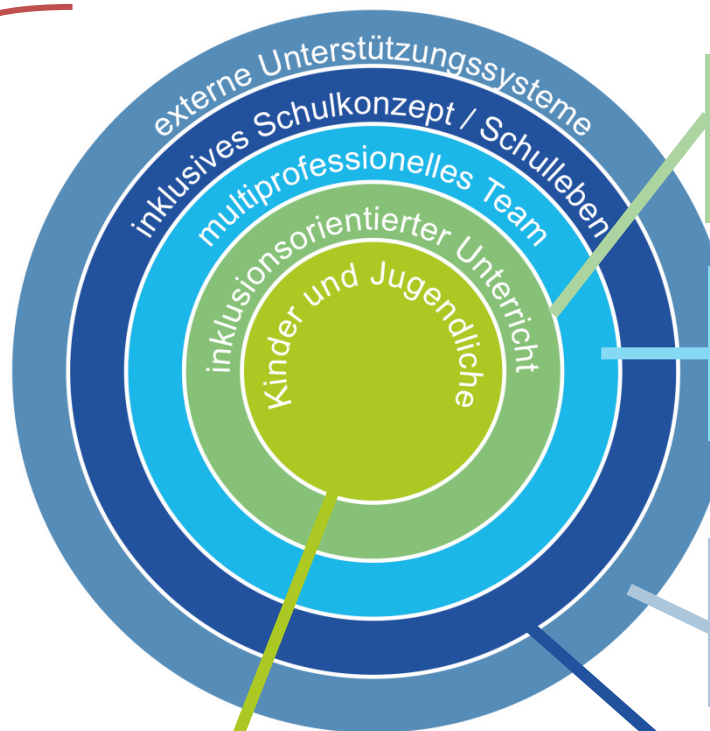 externe Unterstützungssysteme
inklusives Schulkonzept / Schulleben
multiprofessionelles Team
inklusionsorientierter Unterricht
Kinder und Jugendliche